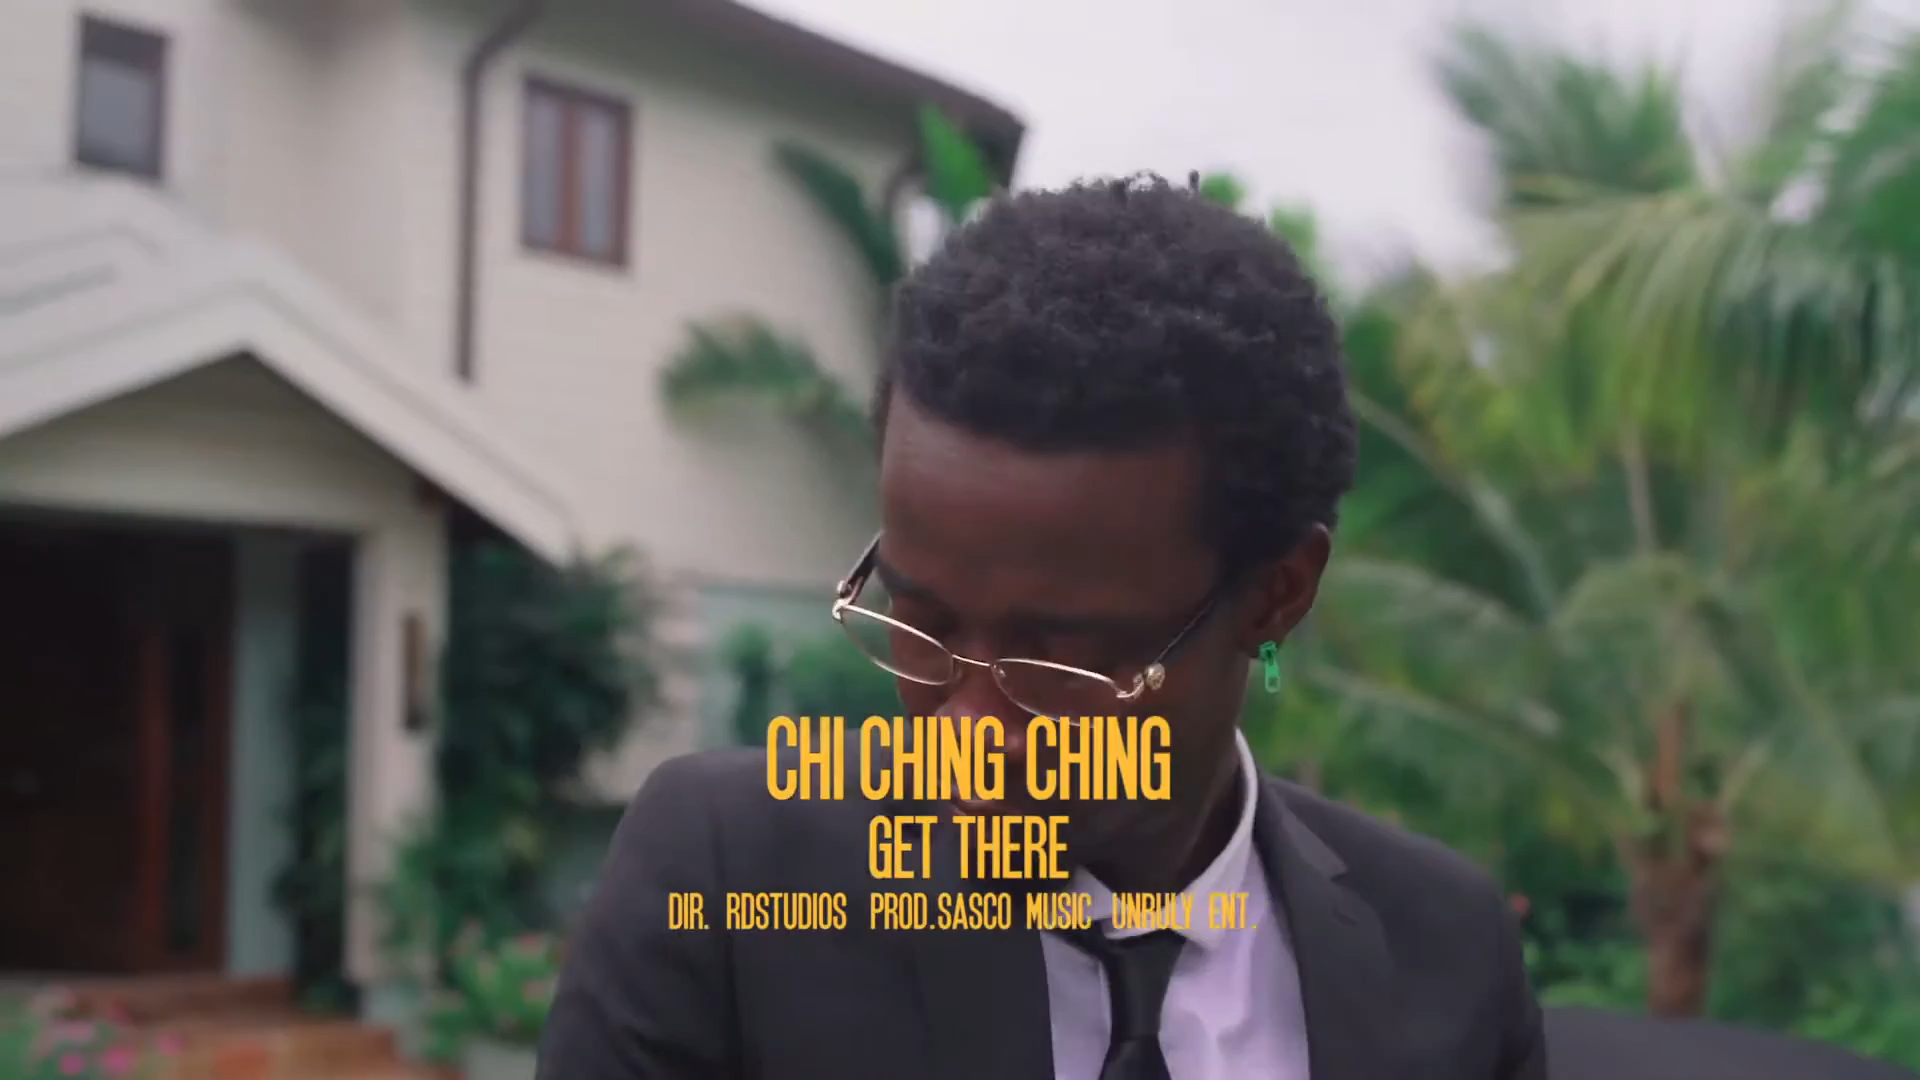 CHI CHING CHING
GET THERE
DIR. RDSTUDIOS PROD.SASCO MUSIC UNRULY ENT.